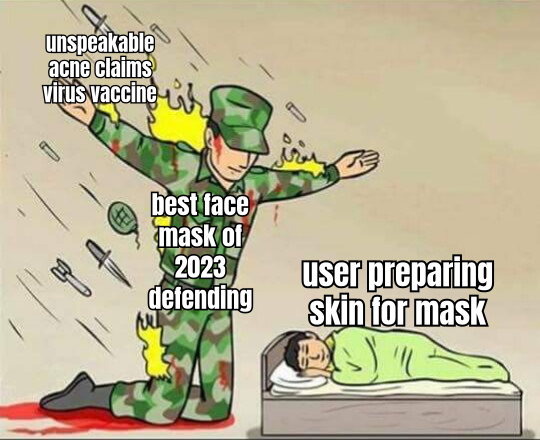 unspeakable
acne claims
virus vaccine
best face
mask of
2023
defending
user preparing
skin for mask